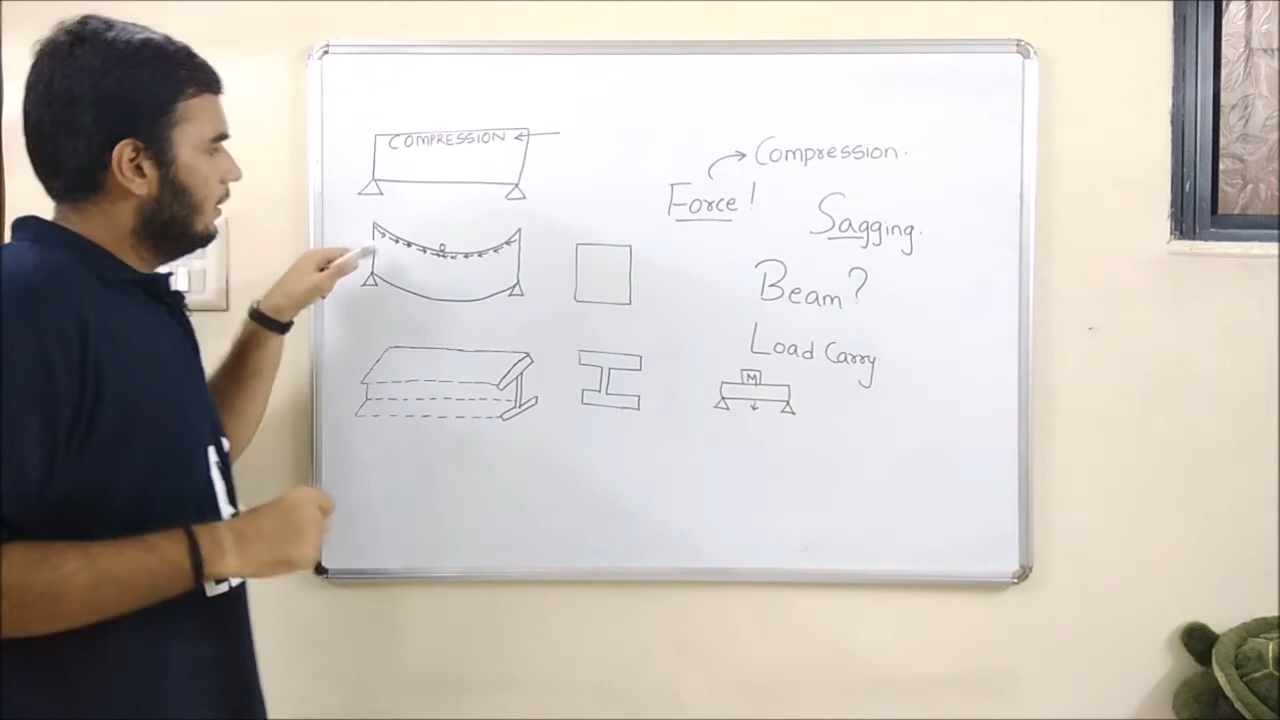 COMPRESSION
Compression.
Force!
Sagging.
Beam?
Load Carry
M